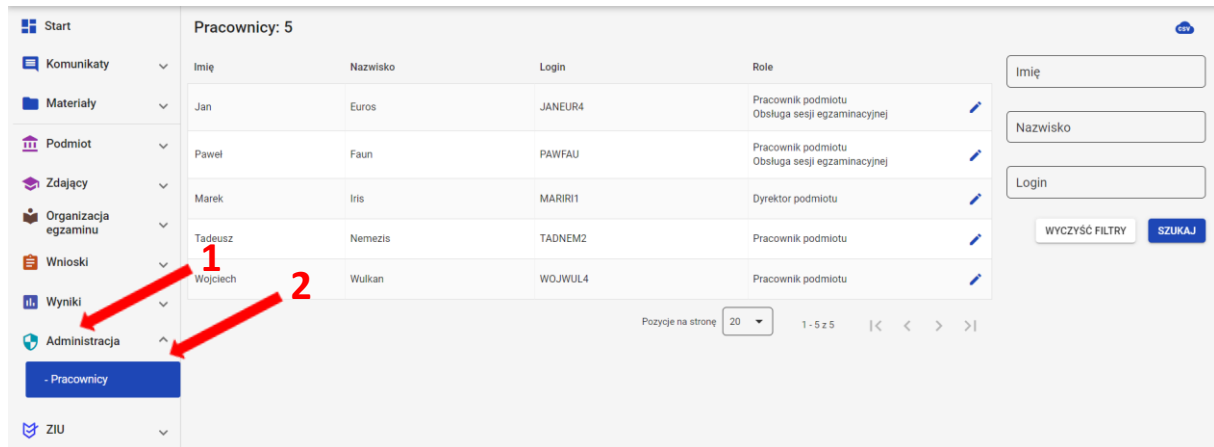 Start
Komunikaty
Materiały
Podmiot
Zdający
Organizacja
egzaminu
Wnioski
Wyniki
Administracja
- Pracownicy
ZIU
1
2
Pracownicy: 5
csv
Imię Nazwisko Login Role
Jan Euros JANEUR4 Pracownik podmiotu
Obsługa sesji egzaminacyjnej
Paweł Faun PAWFAU Pracownik podmiotu
Obsługa sesji egzaminacyjnej
Marek Iris MARIRI1 Dyrektor podmiotu
Tadeusz Nemezis TADNEM2 Pracownik podmiotu
Wojciech Wulkan WOJWUL4 Pracownik podmiotu
Pozycje na stronę 20 1 - 5 z 5
Imię
Nazwisko
Login
WYCZYŚĆ FILTRY SZUKAJ